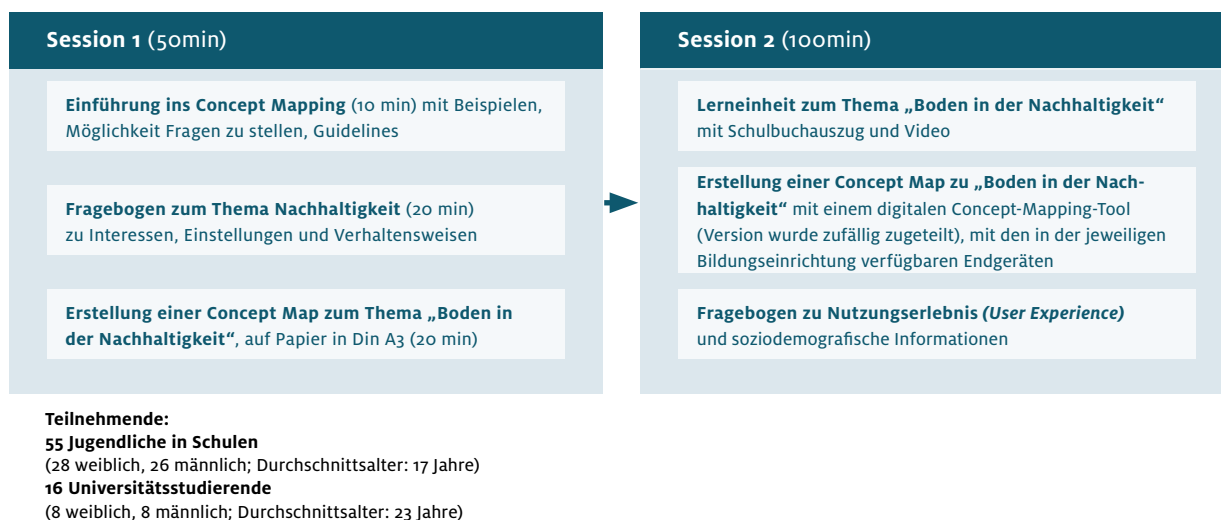 Session 1 (50min)
Einführung ins Concept Mapping (10 min) mit Beispielen,
Möglichkeit Fragen zu stellen, Guidelines
Fragebogen zum Thema Nachhaltigkeit (20 min)
zu Interessen, Einstellungen und Verhaltensweisen
Erstellung einer Concept Map zum Thema „Boden in
der Nachhaltigkeit“, auf Papier in Din A3 (20 min)
Session 2 (100min)
Lerneinheit zum Thema „Boden in der Nachhaltigkeit“
mit Schulbuchauszug und Video
Erstellung einer Concept Map zu „Boden in der Nach-
haltigkeit“ mit einem digitalen Concept-Mapping-Tool
(Version wurde zufällig zugeteilt), mit den in der jeweiligen
Bildungseinrichtung verfügbaren Endgeräten
Fragebogen zu Nutzungserlebnis (User Experience)
und soziodemografische Informationen
Teilnehmende:
55 Jugendliche in Schulen
(28 weiblich, 26 männlich; Durchschnittsalter: 17 Jahre)
16 Universitätsstudierende
(8 weiblich, 8 männlich; Durchschnittsalter: 23 Jahre)